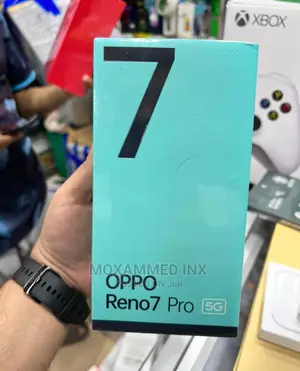 XBOX
7
MOXAMMED INX
OPPO
Reno7 Pro 5G